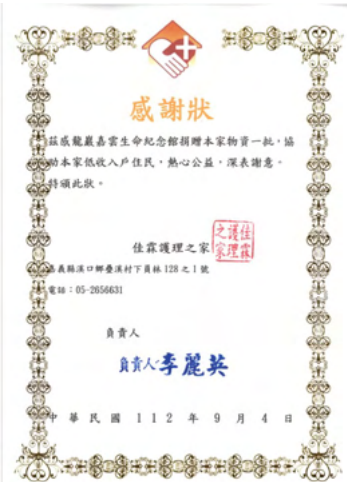 感謝狀
茲感龍巖嘉雲生命紀念館捐贈本家物資一批，協
助本家低收入戶住民，熱心公益，深表謝意。
特頒此狀。
佳霖護理之家
佳霖護理之家
嘉義縣溪口鄉疊溪村下員林128之1號
電話：05-2656631
負責人
負責人李麗英
中華民國112年9月4日